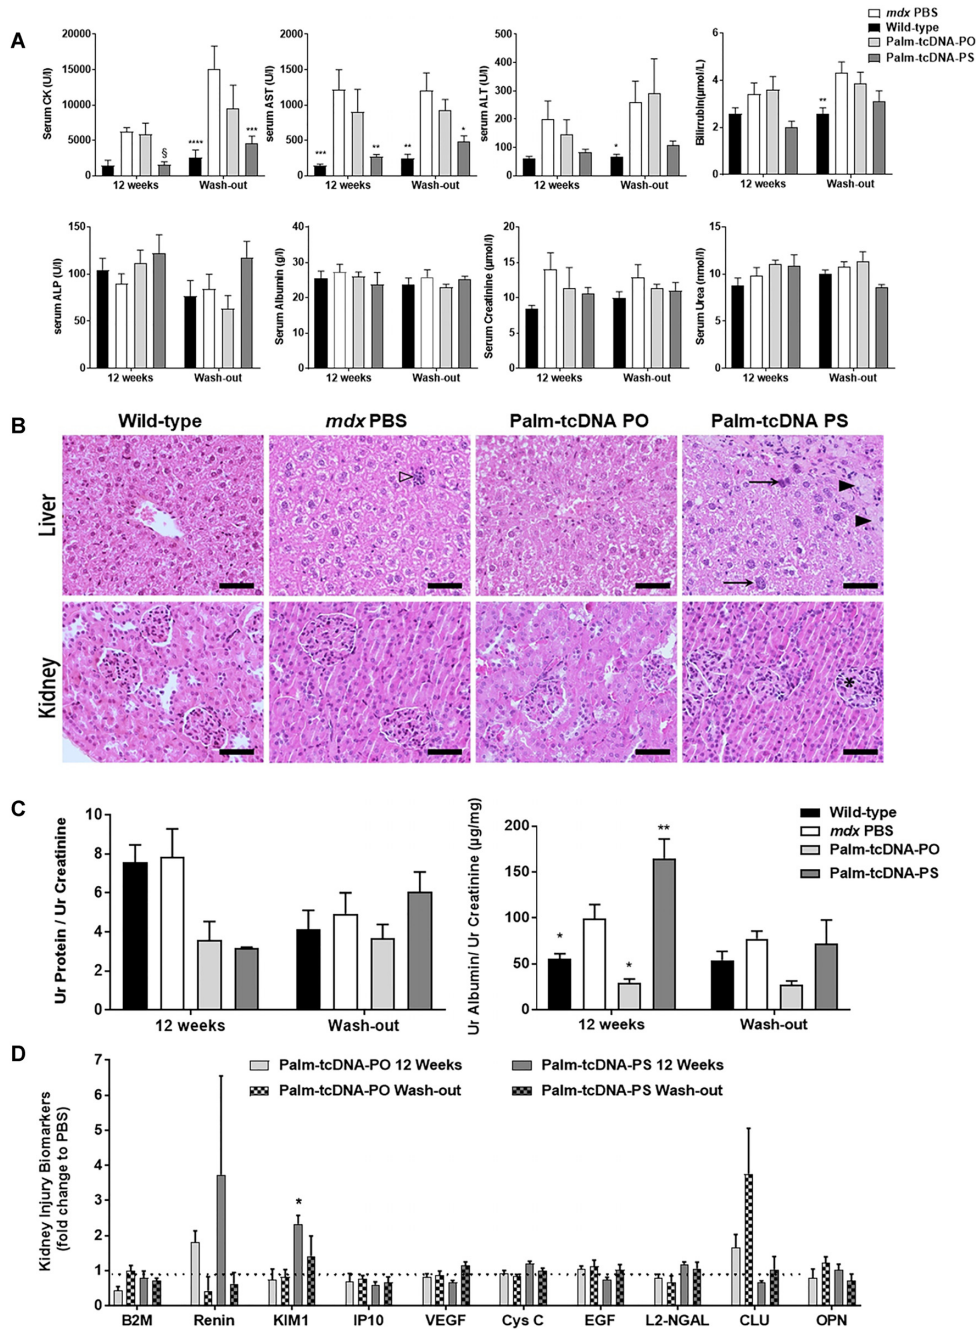 A
mdx PBS
Wild-type
Palm-tcDNA-PO
Palm-tcDNA-PS
Serum CK (U/l)
20000
15000
10000
5000
0
§
****
***
12 weeks
Wash-out
serum AST (U/l)
2000
1500
1000
500
0
***
**
**
*
12 weeks
Wash-out
serum ALT (U/l)
600
400
200
0
*
12 weeks
Wash-out
Bilirrubin(µmol/L)
6
4
2
0
**
12 weeks
Wash-out
serum ALP (U/l)
150
100
50
0
12 weeks
Wash-out
Serum Albumin (g/l)
40
30
20
10
0
12 weeks
Wash-out
Serum Creatinine (µmol/l)
20
15
10
5
0
12 weeks
Wash-out
Serum Urea (nmol/l)
15
10
5
0
12 weeks
Wash-out
B
Wild-type
mdx PBS
Palm-tcDNA PO
Palm-tcDNA PS
Liver
Kidney
*
C
Ur Protein / Ur Creatinine
10
8
6
4
2
0
12 weeks
Wash-out
Ur Albumin/ Ur Creatinine (µg/mg)
200
150
100
50
0
*
*
**
12 weeks
Wash-out
Wild-type
mdx PBS
Palm-tcDNA-PO
Palm-tcDNA-PS
D
Palm-tcDNA-PO 12 Weeks
Palm-tcDNA-PS 12 Weeks
Palm-tcDNA-PO Wash-out
Palm-tcDNA-PS Wash-out
Kidney Injury Biomarkers
(fold change to PBS)
7
6
5
4
3
2
1
0
*
B2M
Renin
KIM1
IP10
VEGF
Cys C
EGF
L2-NGAL
CLU
OPN